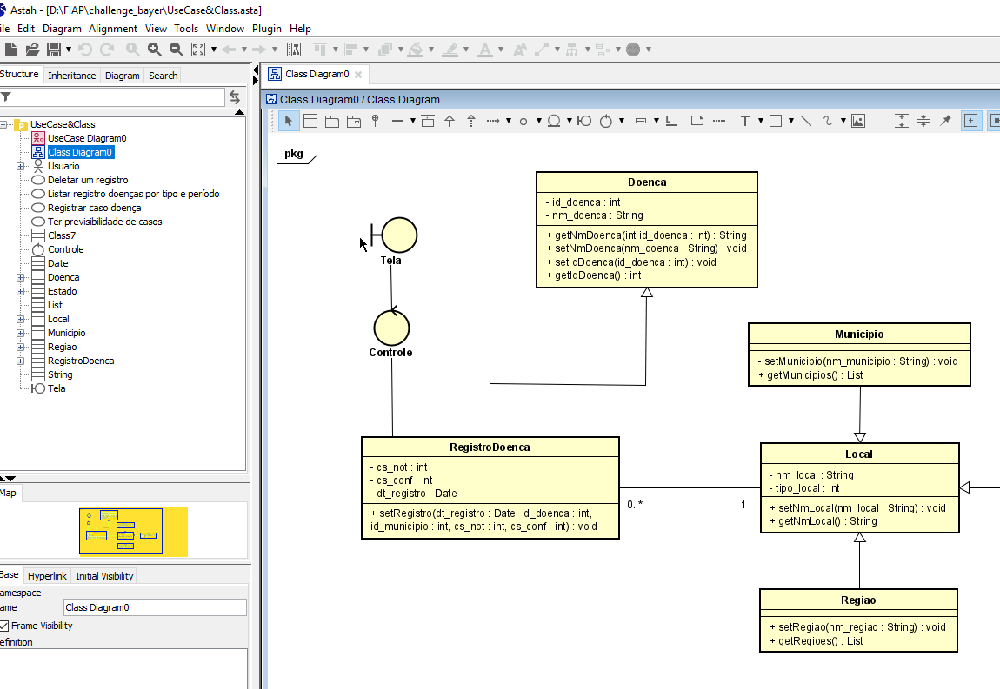 Astah - [D:\FIAP\challenge_bayer\UseCase&Class.asta]
ile Edit Diagram Alignment View Tools Window Plugin Help
Structure Inheritance Diagram Search
Class Diagram0
Class Diagram0 / Class Diagram
UseCase&Class
UseCase Diagram0
Class Diagram0
Usuario
Deletar um registro
Listar registro doenças por tipo e período
Registrar caso doença
Ter previsibilidade de casos
Class7
Controle
Date
Doenca
Estado
List
Local
Municipio
Regiao
RegistroDoenca
String
Tela
Map
Base Hyperlink Initial Visibility
amespace
ame Class Diagram0
Frame Visibility
efinition
pkg
Tela
Controle
Doenca
- id_doenca : int
- nm_doenca : String
+ getNmDoenca(int id_doenca : int) : String
+ setNmDoenca(nm_doenca : String) : void
+ setIdDoenca(id_doenca : int) : void
+ getIdDoenca() : int
Municipio
- setMunicipio(nm_municipio : String) : void
+ getMunicipios() : List
RegistroDoenca
- cs_not : int
- cs_conf : int
- dt_registro : Date
+ setRegistro(dt_registro : Date, id_doenca : int,
id_municipio : int, cs_not : int, cs_conf : int) : void
0..* 1
Local
- nm_local : String
- tipo_local : int
+ setNmLocal(nm_local : String) : void
+ getNmLocal() : String
Regiao
+ setRegiao(nm_regiao : String) : void
+ getRegioes() : List